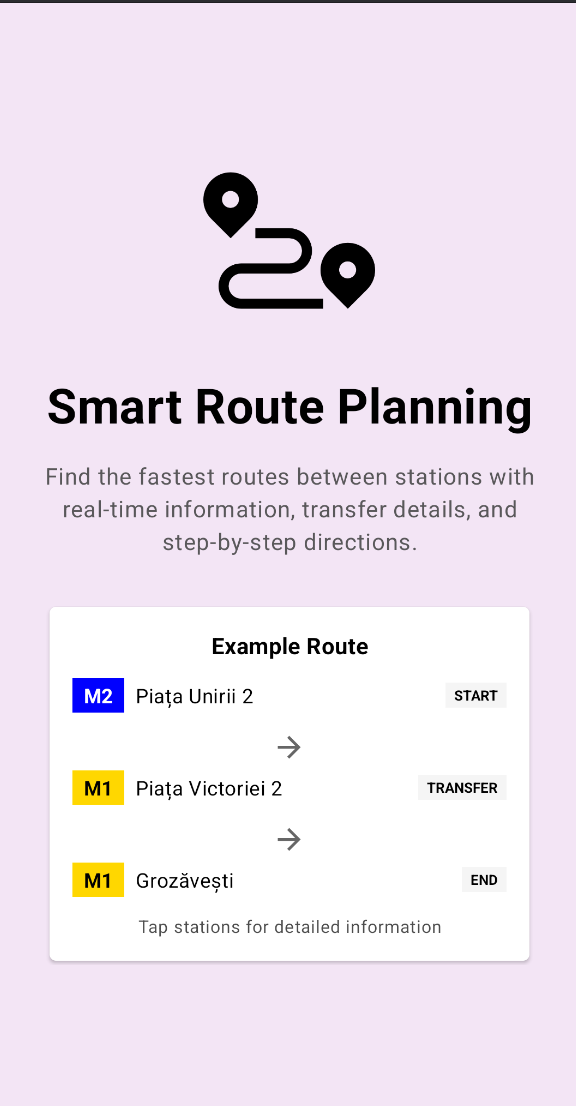 Smart Route Planning
Find the fastest routes between stations with
real-time information, transfer details, and
step-by-step directions.
Example Route
M2 Piața Unirii 2 START
M1 Piața Victoriei 2 TRANSFER
M1 Grozăvești END
Tap stations for detailed information